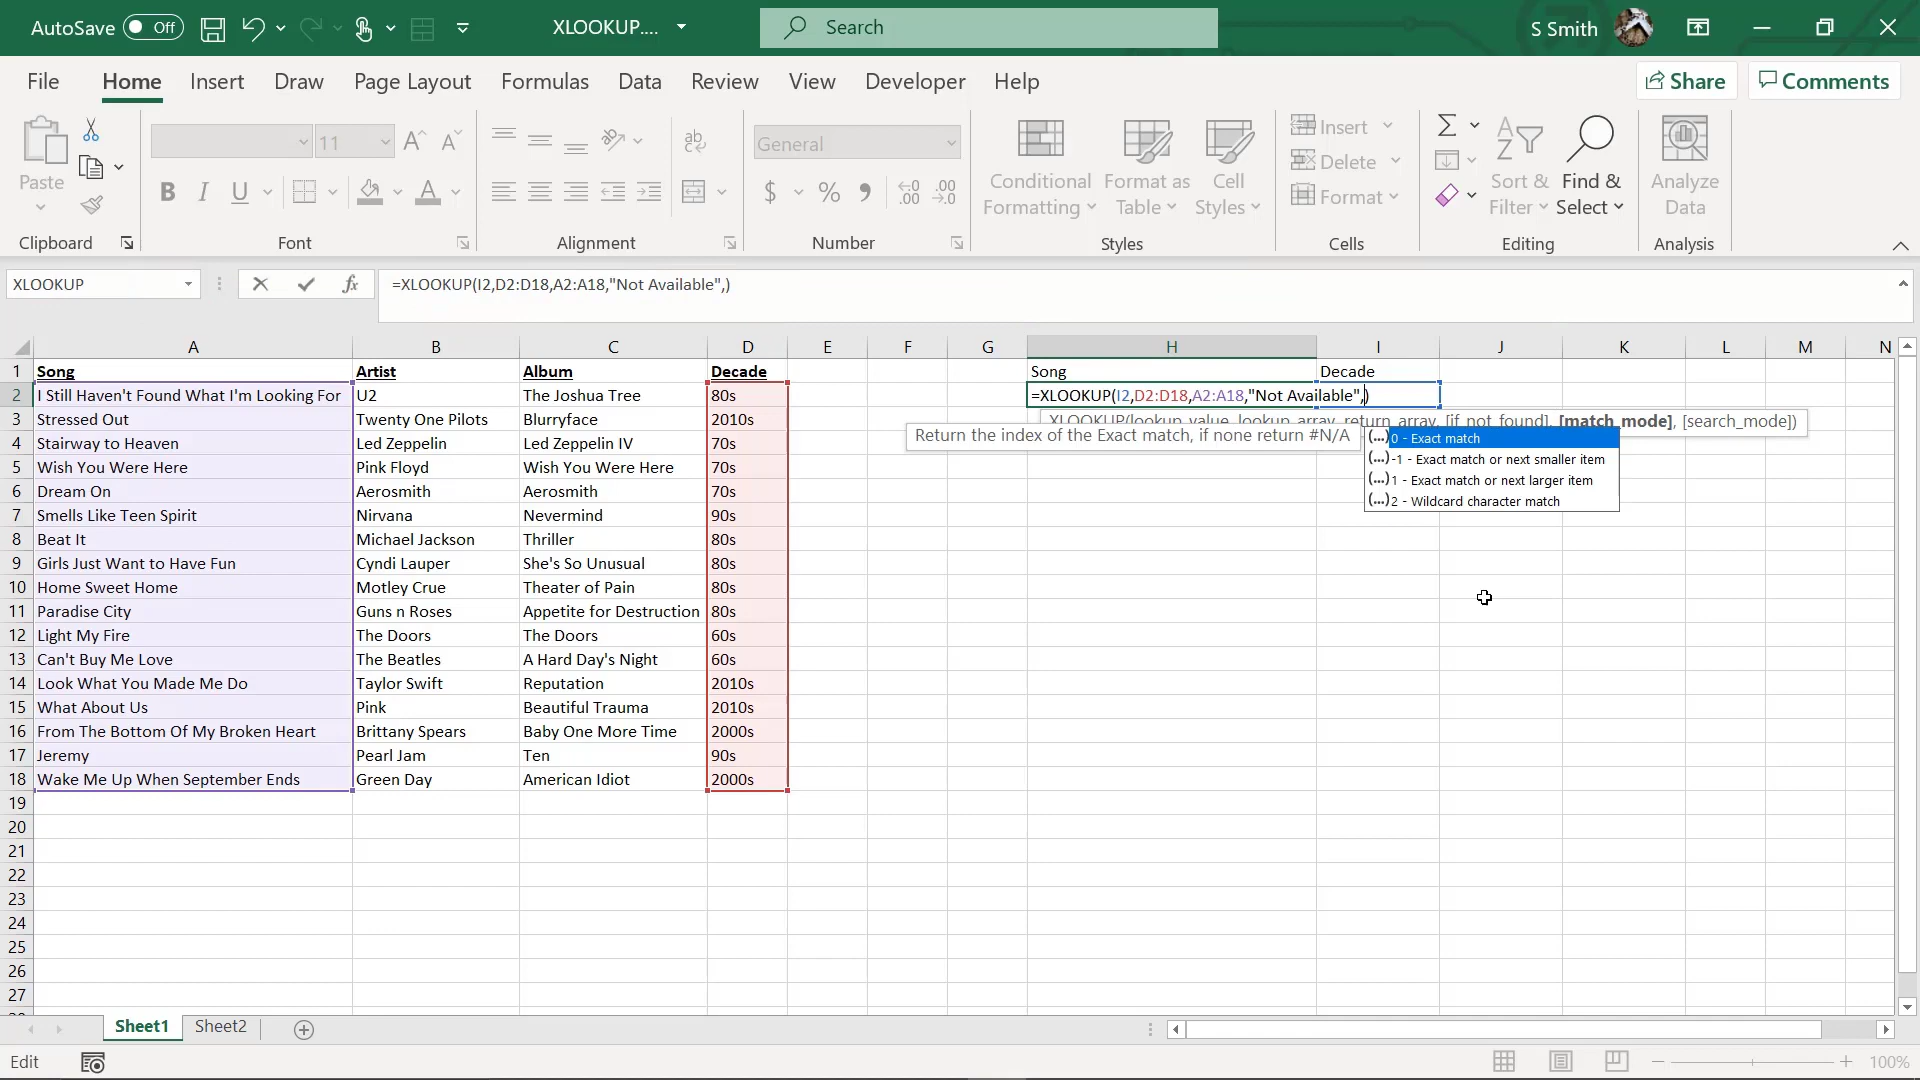 AutoSave Off XLOOKUP.... Search S Smith
File Home Insert Draw Page Layout Formulas Data Review View Developer Help Share Comments
Paste
11
General
Conditional Formatting
Format as Table
Cell Styles
Insert
Delete
Format
Sort & Filter
Find & Select
Analyze Data
Clipboard Font Alignment Number Styles Cells Editing Analysis
XLOOKUP fx =XLOOKUP(I2,D2:D18,A2:A18,"Not Available",)
A B C D E F G H I J K L M N
1 Song Artist Album Decade Song Decade
2 I Still Haven't Found What I'm Looking For U2 The Joshua Tree 80s =XLOOKUP(I2,D2:D18,A2:A18,"Not Available",)
XLOOKUP(lookup_value, lookup_array, return_array, [if_not_found], [match_mode], [search_mode])
Return the index of the Exact match, if none return #N/A
(...) 0 - Exact match
(...) -1 - Exact match or next smaller item
(...) 1 - Exact match or next larger item
(...) 2 - Wildcard character match
3 Stressed Out Twenty One Pilots Blurryface 2010s
4 Stairway to Heaven Led Zeppelin Led Zeppelin IV 70s
5 Wish You Were Here Pink Floyd Wish You Were Here 70s
6 Dream On Aerosmith Aerosmith 70s
7 Smells Like Teen Spirit Nirvana Nevermind 90s
8 Beat It Michael Jackson Thriller 80s
9 Girls Just Want to Have Fun Cyndi Lauper She's So Unusual 80s
10 Home Sweet Home Motley Crue Theater of Pain 80s
11 Paradise City Guns n Roses Appetite for Destruction 80s
12 Light My Fire The Doors The Doors 60s
13 Can't Buy Me Love The Beatles A Hard Day's Night 60s
14 Look What You Made Me Do Taylor Swift Reputation 2010s
15 What About Us Pink Beautiful Trauma 2010s
16 From The Bottom Of My Broken Heart Brittany Spears Baby One More Time 2000s
17 Jeremy Pearl Jam Ten 90s
18 Wake Me Up When September Ends Green Day American Idiot 2000s
19
20
21
22
23
24
25
26
27
Sheet1 Sheet2
Edit 100%